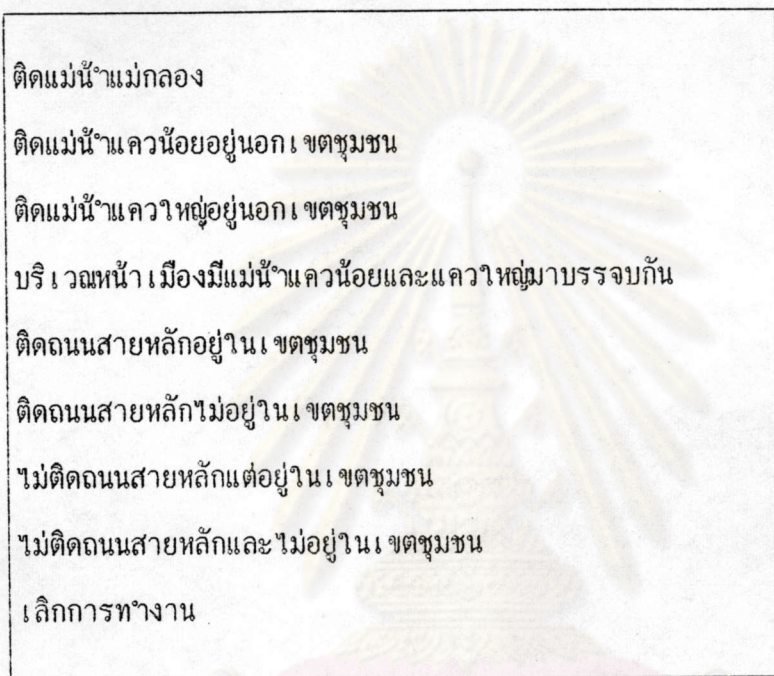 ติดแม่น้ำแม่กลอง
ติดแม่น้ำแควน้อยอยู่นอกเขตชุมชน
ติดแม่น้ำแควใหญ่อยู่นอกเขตชุมชน
บริเวณหน้าเมืองมีแม่น้ำแควน้อยและแควใหญ่มาบรรจบกัน
ติดถนนสายหลักอยู่ในเขตชุมชน
ติดถนนสายหลักไม่อยู่ในเขตชุมชน
ไม่ติดถนนสายหลักแต่อยู่ในเขตชุมชน
ไม่ติดถนนสายหลักและไม่อยู่ในเขตชุมชน
เลิกการทำงาน